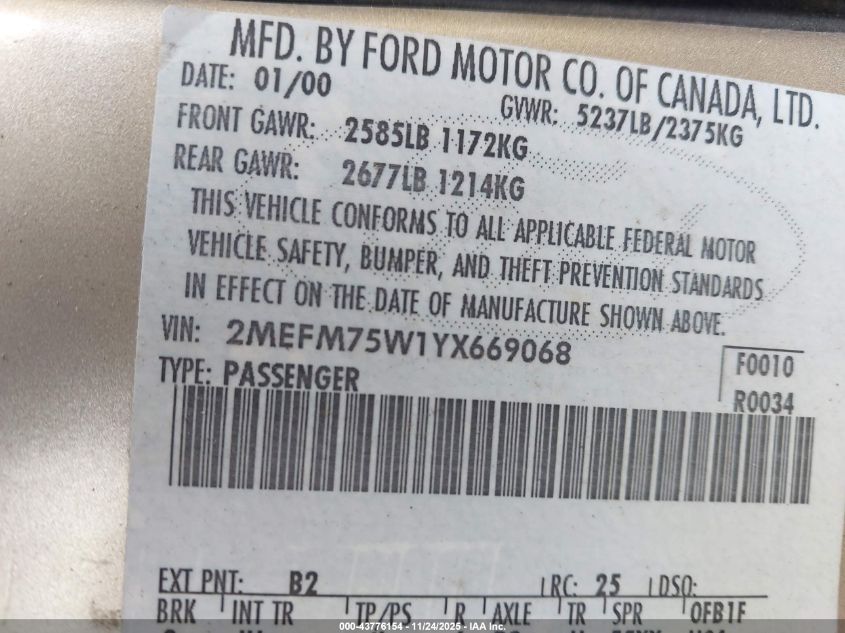 MFD. BY FORD MOTOR CO. OF CANADA, LTD.
DATE: 01/00 GVWR: 5237LB/2375KG
FRONT GAWR: 2585LB 1172KG
REAR GAWR: 2677LB 1214KG
THIS VEHICLE CONFORMS TO ALL APPLICABLE FEDERAL MOTOR
VEHICLE SAFETY, BUMPER, AND THEFT PREVENTION STANDARDS
IN EFFECT ON THE DATE OF MANUFACTURE SHOWN ABOVE.
VIN: 2MEFM75W1YX669068
F0010
TYPE: PASSENGER
R0034
EXT PNT: B2 RC: 25 DSO:
BRK INT TR TP/PS R AXLE TR SPR OFB1F
000-43776154 - 11/24/2025 - IAA Inc.